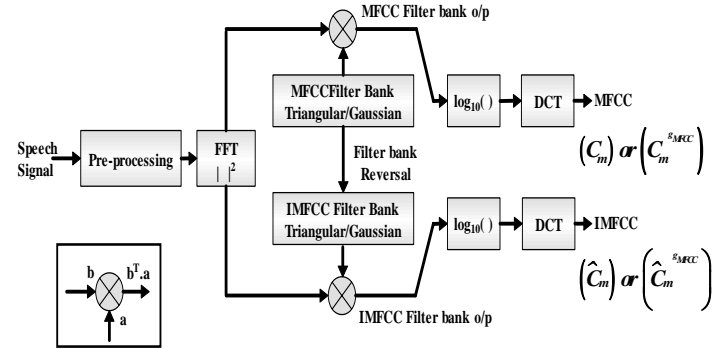 MFCC Filter bank o/p
MFCCFilter Bank
Triangular/Gaussian
log₁₀( )
DCT
MFCC
(Cₘ) or (Cₘ^gMFCC)
Speech
Signal
Pre-processing
FFT
| |²
Filter bank
Reversal
IMFCC Filter Bank
Triangular/Gaussian
log₁₀( )
DCT
IMFCC
(Ĉₘ) or (Ĉₘ^gMFCC)
b
bᵀ.a
a
IMFCC Filter bank o/p